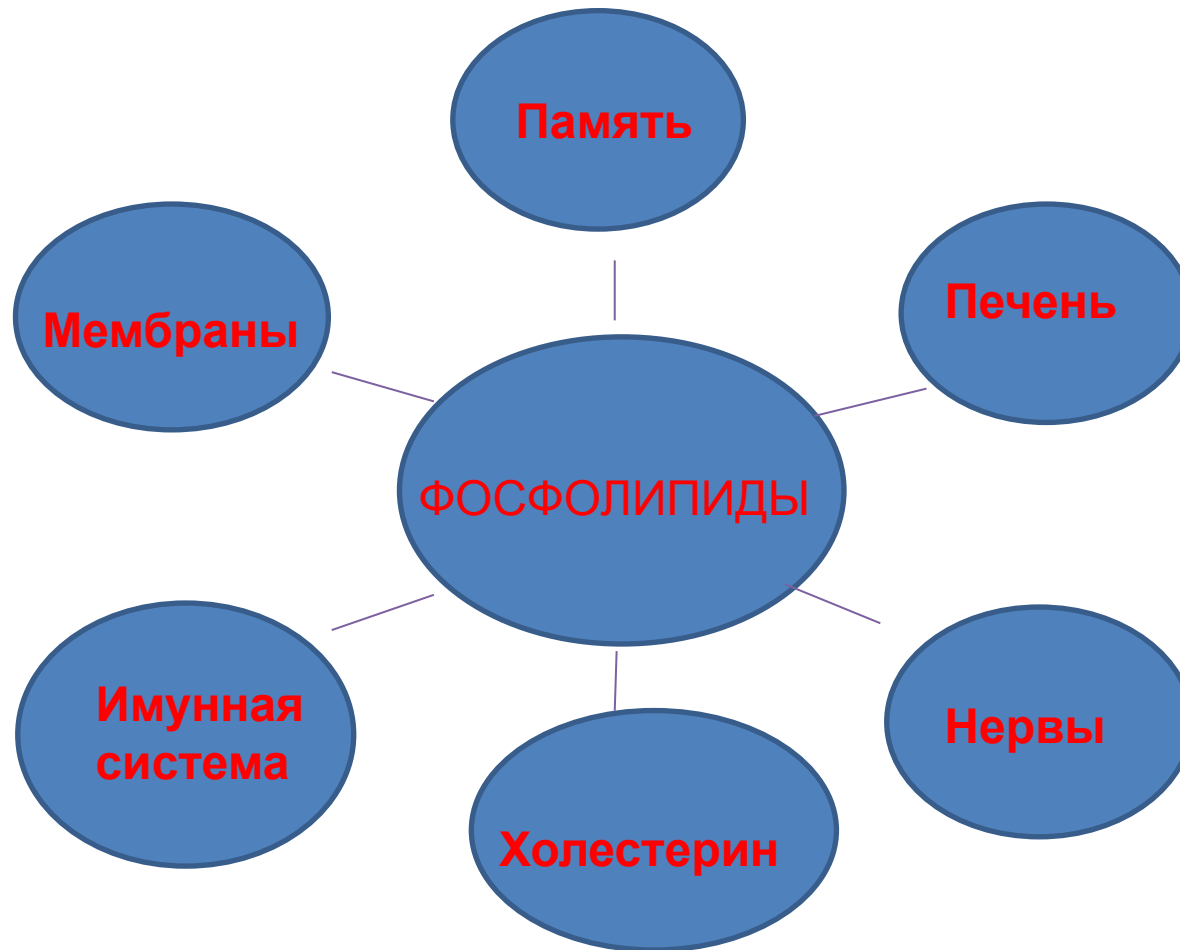 Память
Печень
Мембраны
ФОСФОЛИПИДЫ
Имунная
система
Нервы
Холестерин